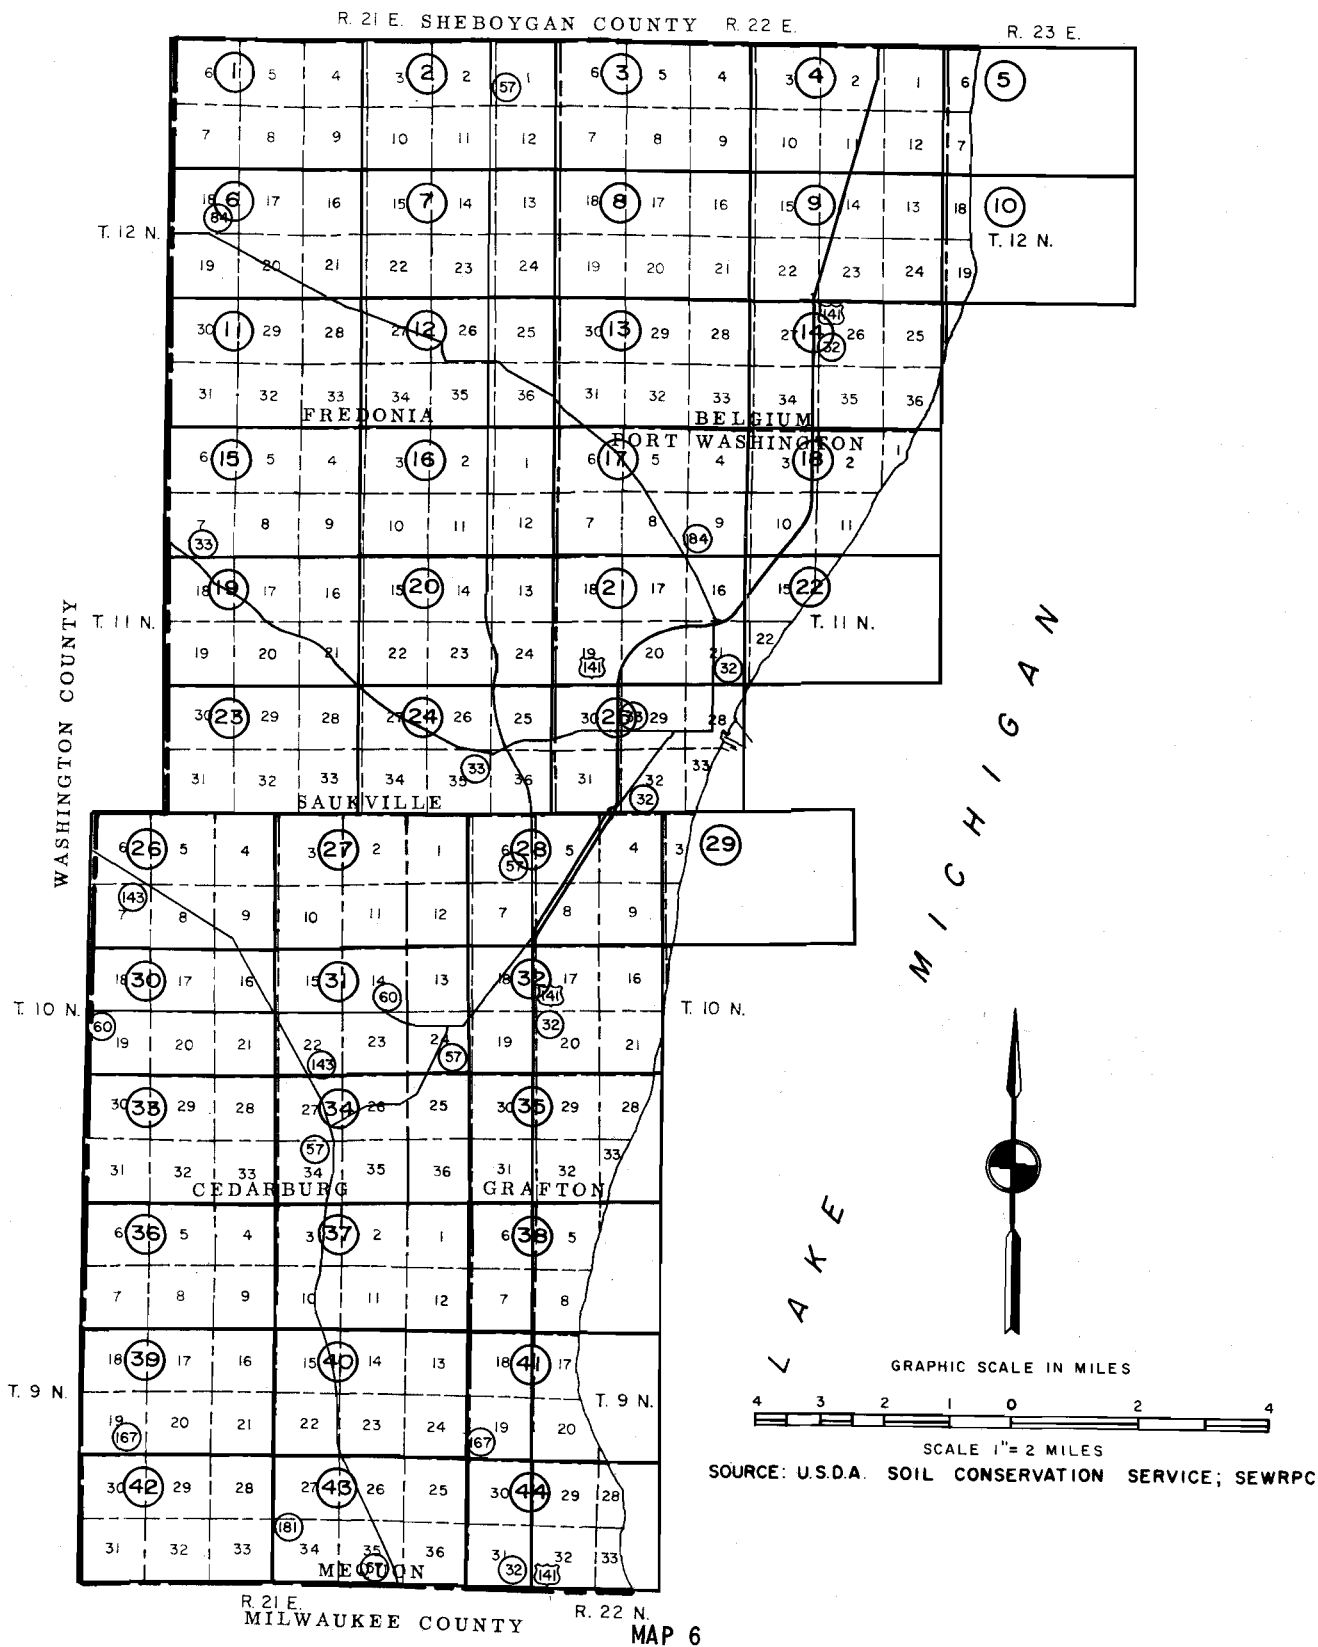 R. 21 E. SHEBOYGAN COUNTY R. 22 E. R. 23 E.
6 1 5 4 3 2 2 57 1 6 3 5 4 3 4 2 1 6 5
7 8 9 10 11 12 7 8 9 10 11 12 7
18 6 17 16 15 7 14 13 18 8 17 16 15 9 14 13 18 10
84
T. 12 N. T. 12 N.
19 20 21 22 23 24 19 20 21 22 23 24 19
141
30 11 29 28 27 12 26 25 30 13 29 28 27 14 26 25
32
31 32 33 34 35 36 31 32 33 34 35 36
FREDONIA BELGIUM
PORT WASHINGTON
6 15 5 4 3 16 2 1 6 17 5 4 3 18 2 1
7 8 9 10 11 12 7 8 9 10 11
33 84
18 19 17 16 15 20 14 13 18 21 17 16 15 22
T. 11 N. T. 11 N.
19 20 21 22 23 24 19 20 21 22
141 32
30 23 29 28 27 24 26 25 30 25 33 29 28
31 32 33 34 35 36 31 32 33
33 32
SAUKVILLE
WASHINGTON COUNTY
6 26 5 4 3 27 2 1 6 28 5 4 3 29
57
143
7 8 9 10 11 12 7 8 9
18 30 17 16 15 31 14 13 18 32 17 16
60 141
T. 10 N. T. 10 N.
60 32
19 20 21 22 23 24 19 20 21
143 57
30 33 29 28 27 34 26 25 30 35 29 28
57
31 32 33 34 35 36 31 32 33
CEDARBURG GRAFTON
6 36 5 4 3 37 2 1 6 38 5
7 8 9 10 11 12 7 8
18 39 17 16 15 40 14 13 18 41 17
T. 9 N. T. 9 N.
19 20 21 22 23 24 19 20
167 167
30 42 29 28 27 43 26 25 30 44 29 28
181
31 32 33 34 35 36 31 32 33
MEQUON 57 32 141
R. 21 E. R. 22 N.
MILWAUKEE COUNTY
LAKE MICHIGAN
GRAPHIC SCALE IN MILES
4 3 2 1 0 2 4
SCALE 1"= 2 MILES
SOURCE: U.S.D.A. SOIL CONSERVATION SERVICE; SEWRPC
MAP 6